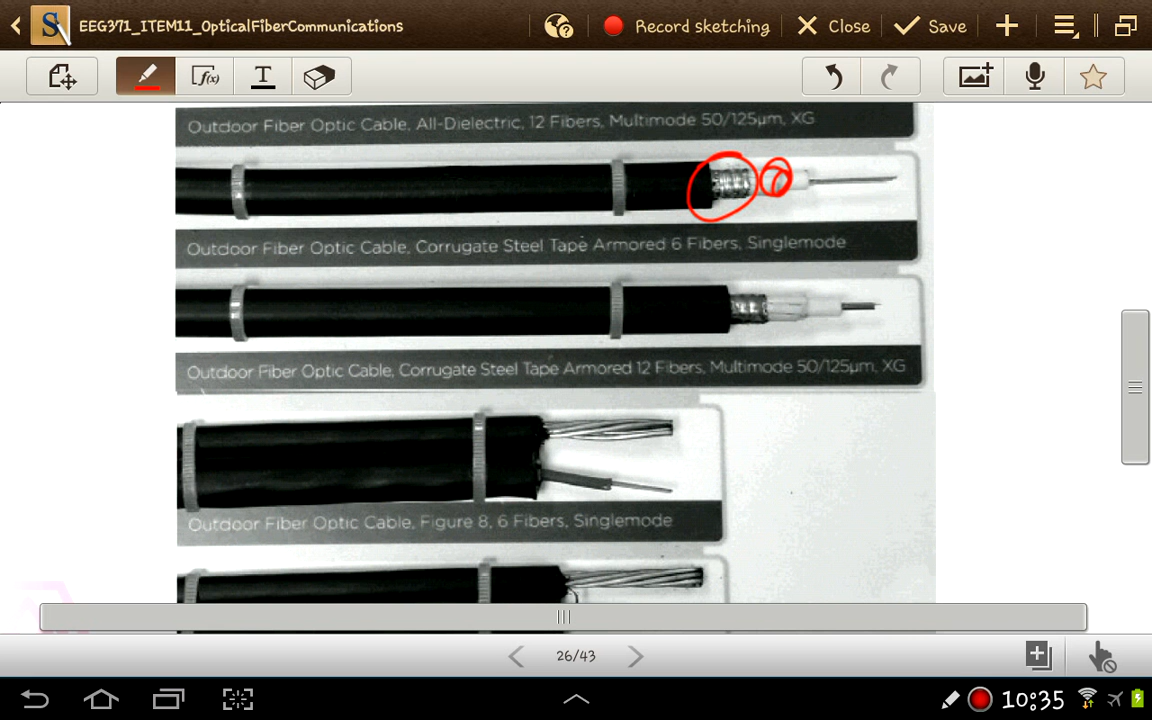 S EEG371_ITEM11_OpticalFiberCommunications Record sketching Close Save
f(x) T
Outdoor Fiber Optic Cable, All-Dielectric, 12 Fibers, Multimode 50/125µm, XG
Outdoor Fiber Optic Cable, Corrugate Steel Tape Armored 6 Fibers, Singlemode
Outdoor Fiber Optic Cable, Corrugate Steel Tape Armored 12 Fibers, Multimode 50/125µm, XG
Outdoor Fiber Optic Cable, Figure 8, 6 Fibers, Singlemode
26/43
10:35